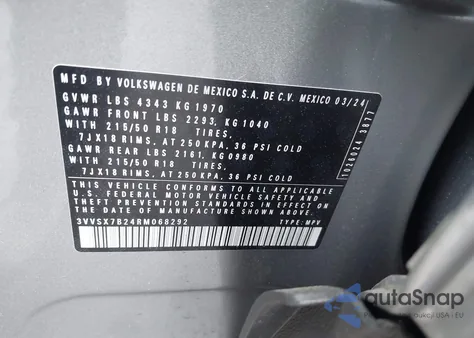 MFD BY VOLKSWAGEN DE MEXICO S.A. DE C.V. MEXICO 03/24
GVWR LBS 4343 KG 1970
GAWR FRONT LBS 2293, KG 1040
WITH 215/50 R18 TIRES,
7JX18 RIMS, AT 250 KPA, 36 PSI COLD
GAWR REAR LBS 2161, KG 0980
WITH 215/50 R18 TIRES,
7JX18 RIMS, AT 250 KPA, 36 PSI COLD
THIS VEHICLE CONFORMS TO ALL APPLICABLE
U.S. FEDERAL MOTOR VEHICLE SAFETY AND
THEFT PREVENTION STANDARDS IN EFFECT ON THE
DATE OF MANUFACTURE SHOWN ABOVE.
3VVSX7B24RM068292 TYPE: MPV
autoSnap
USA i EU